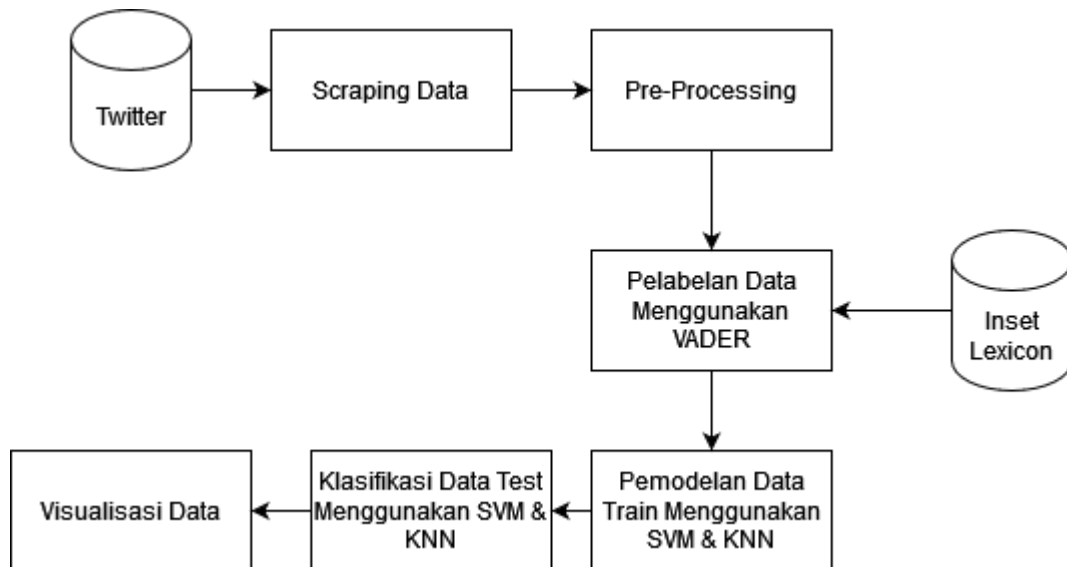 Twitter
Scraping Data
Pre-Processing
Pelabelan Data
Menggunakan
VADER
Inset
Lexicon
Pemodelan Data
Train Menggunakan
SVM & KNN
Klasifikasi Data Test
Menggunakan SVM &
KNN
Visualisasi Data